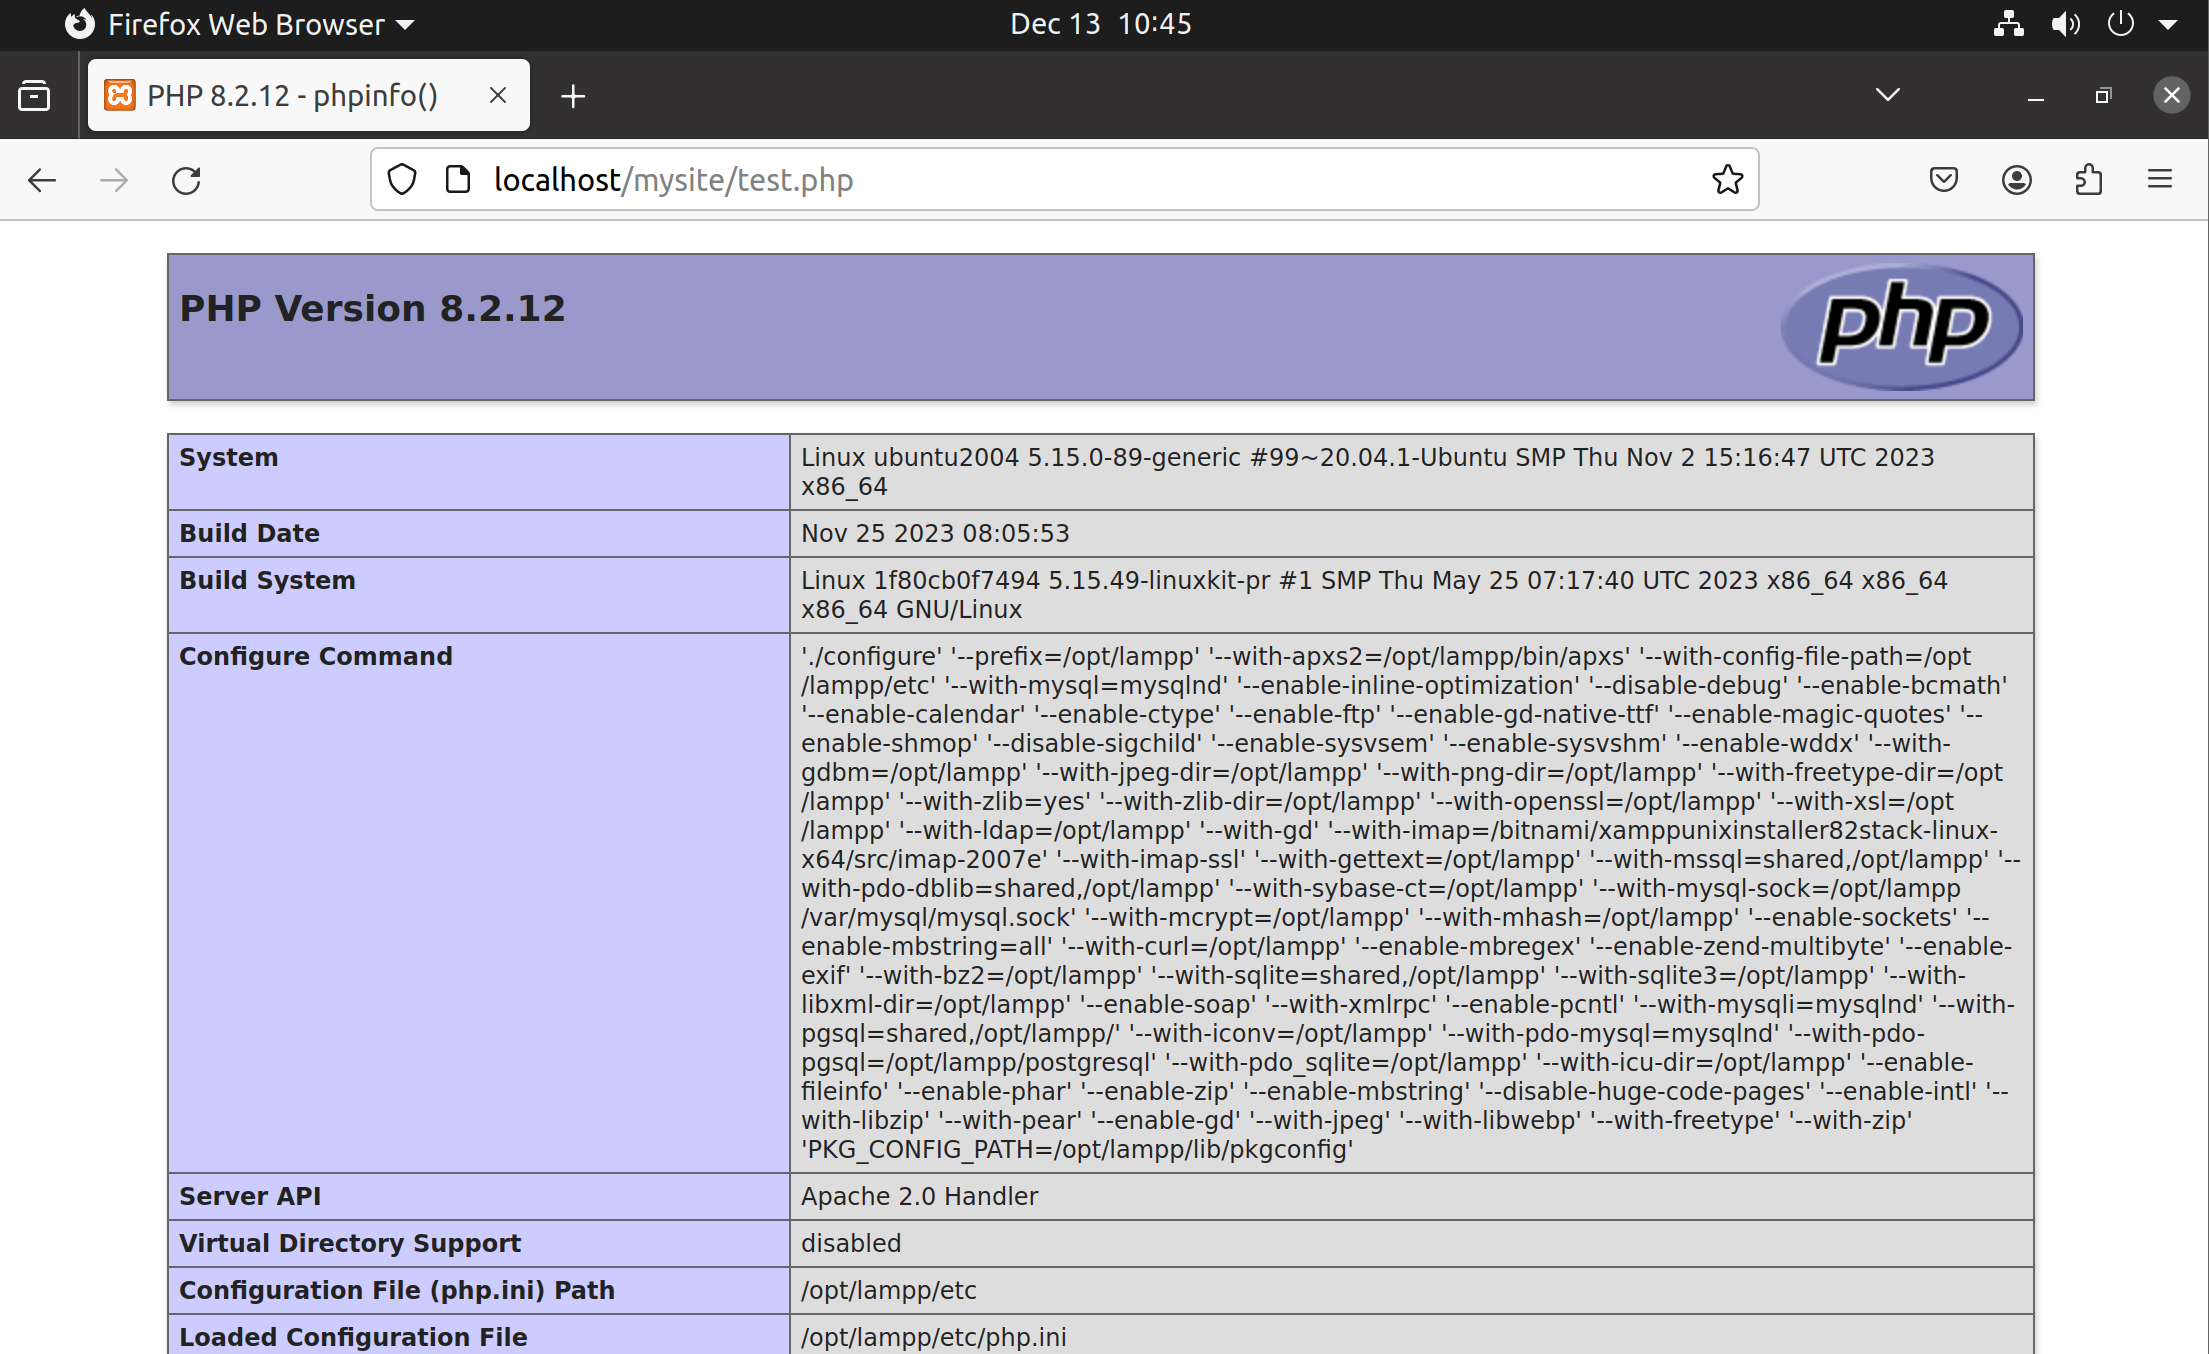 Firefox Web Browser
Dec 13 10:45
PHP 8.2.12 - phpinfo()
localhost/mysite/test.php
PHP Version 8.2.12
php
System
Linux ubuntu2004 5.15.0-89-generic #99~20.04.1-Ubuntu SMP Thu Nov 2 15:16:47 UTC 2023
x86_64
Build Date
Nov 25 2023 08:05:53
Build System
Linux 1f80cb0f7494 5.15.49-linuxkit-pr #1 SMP Thu May 25 07:17:40 UTC 2023 x86_64 x86_64
x86_64 GNU/Linux
Configure Command
'./configure' '--prefix=/opt/lampp' '--with-apxs2=/opt/lampp/bin/apxs' '--with-config-file-path=/opt
/lampp/etc' '--with-mysql=mysqlnd' '--enable-inline-optimization' '--disable-debug' '--enable-bcmath'
'--enable-calendar' '--enable-ctype' '--enable-ftp' '--enable-gd-native-ttf' '--enable-magic-quotes' '--
enable-shmop' '--disable-sigchild' '--enable-sysvsem' '--enable-sysvshm' '--enable-wddx' '--with-
gdbm=/opt/lampp' '--with-jpeg-dir=/opt/lampp' '--with-png-dir=/opt/lampp' '--with-freetype-dir=/opt
/lampp' '--with-zlib=yes' '--with-zlib-dir=/opt/lampp' '--with-openssl=/opt/lampp' '--with-xsl=/opt
/lampp' '--with-ldap=/opt/lampp' '--with-gd' '--with-imap=/bitnami/xamppunixinstaller82stack-linux-
x64/src/imap-2007e' '--with-imap-ssl' '--with-gettext=/opt/lampp' '--with-mssql=shared,/opt/lampp' '--
with-pdo-dblib=shared,/opt/lampp' '--with-sybase-ct=/opt/lampp' '--with-mysql-sock=/opt/lampp
/var/mysql/mysql.sock' '--with-mcrypt=/opt/lampp' '--with-mhash=/opt/lampp' '--enable-sockets' '--
enable-mbstring=all' '--with-curl=/opt/lampp' '--enable-mbregex' '--enable-zend-multibyte' '--enable-
exif' '--with-bz2=/opt/lampp' '--with-sqlite=shared,/opt/lampp' '--with-sqlite3=/opt/lampp' '--with-
libxml-dir=/opt/lampp' '--enable-soap' '--with-xmlrpc' '--enable-pcntl' '--with-mysqli=mysqlnd' '--with-
pgsql=shared,/opt/lampp/' '--with-iconv=/opt/lampp' '--with-pdo-mysql=mysqlnd' '--with-pdo-
pgsql=/opt/lampp/postgresql' '--with-pdo_sqlite=/opt/lampp' '--with-icu-dir=/opt/lampp' '--enable-
fileinfo' '--enable-phar' '--enable-zip' '--enable-mbstring' '--disable-huge-code-pages' '--enable-intl' '--
with-libzip' '--with-pear' '--enable-gd' '--with-jpeg' '--with-libwebp' '--with-freetype' '--with-zip'
'PKG_CONFIG_PATH=/opt/lampp/lib/pkgconfig'
Server API
Apache 2.0 Handler
Virtual Directory Support
disabled
Configuration File (php.ini) Path
/opt/lampp/etc
Loaded Configuration File
/opt/lampp/etc/php.ini